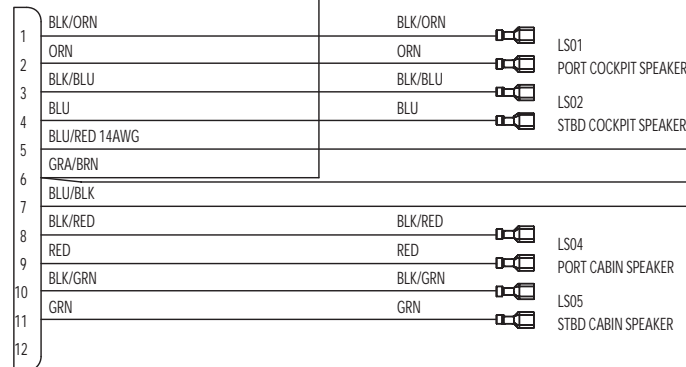 BLK/ORN BLK/ORN
1
ORN ORN LS01
2 PORT COCKPIT SPEAKER
BLK/BLU BLK/BLU
3
BLU BLU LS02
4 STBD COCKPIT SPEAKER
BLU/RED 14AWG
5
GRA/BRN
6
BLU/BLK
7
BLK/RED BLK/RED
8
RED RED LS04
9 PORT CABIN SPEAKER
BLK/GRN BLK/GRN
10
GRN GRN LS05
11 STBD CABIN SPEAKER
12